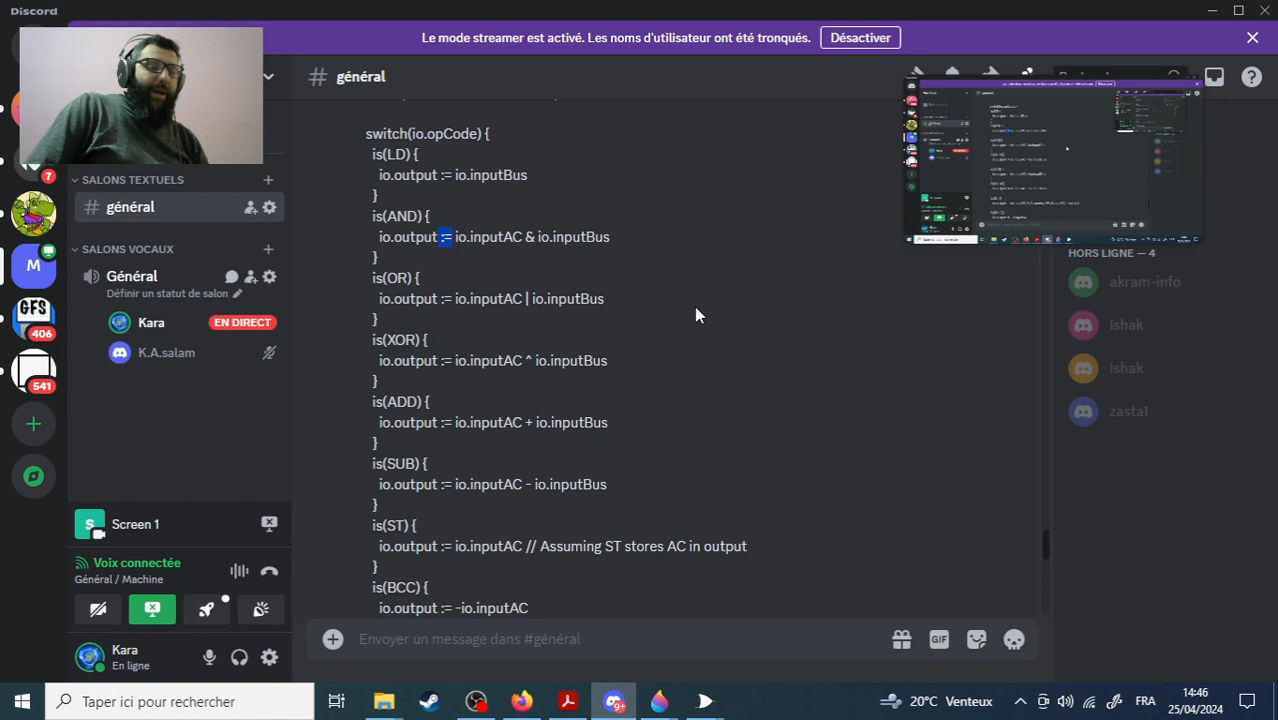 Discord
Le mode streamer est activé. Les noms d'utilisateur ont été tronqués.
Désactiver
# général
SALONS TEXTUELS
# général
SALONS VOCAUX
Général
Définir un statut de salon
Kara
EN DIRECT
K.A.salam
7
M
GFS
406
541
Screen 1
Voix connectée
Général / Machine
Kara
En ligne
switch(io.opCode) {
is(LD) {
io.output := io.inputBus
}
is(AND) {
io.output := io.inputAC & io.inputBus
}
is(OR) {
io.output := io.inputAC | io.inputBus
}
is(XOR) {
io.output := io.inputAC ^ io.inputBus
}
is(ADD) {
io.output := io.inputAC + io.inputBus
}
is(SUB) {
io.output := io.inputAC - io.inputBus
}
is(ST) {
io.output := io.inputAC // Assuming ST stores AC in output
}
is(BCC) {
io.output := ~io.inputAC
Envoyer un message dans #général
GIF
HORS LIGNE — 4
akram-info
Ishak
Ishak
zasta1
Taper ici pour rechercher
9+
20°C Venteux
FRA
14:46
25/04/2024